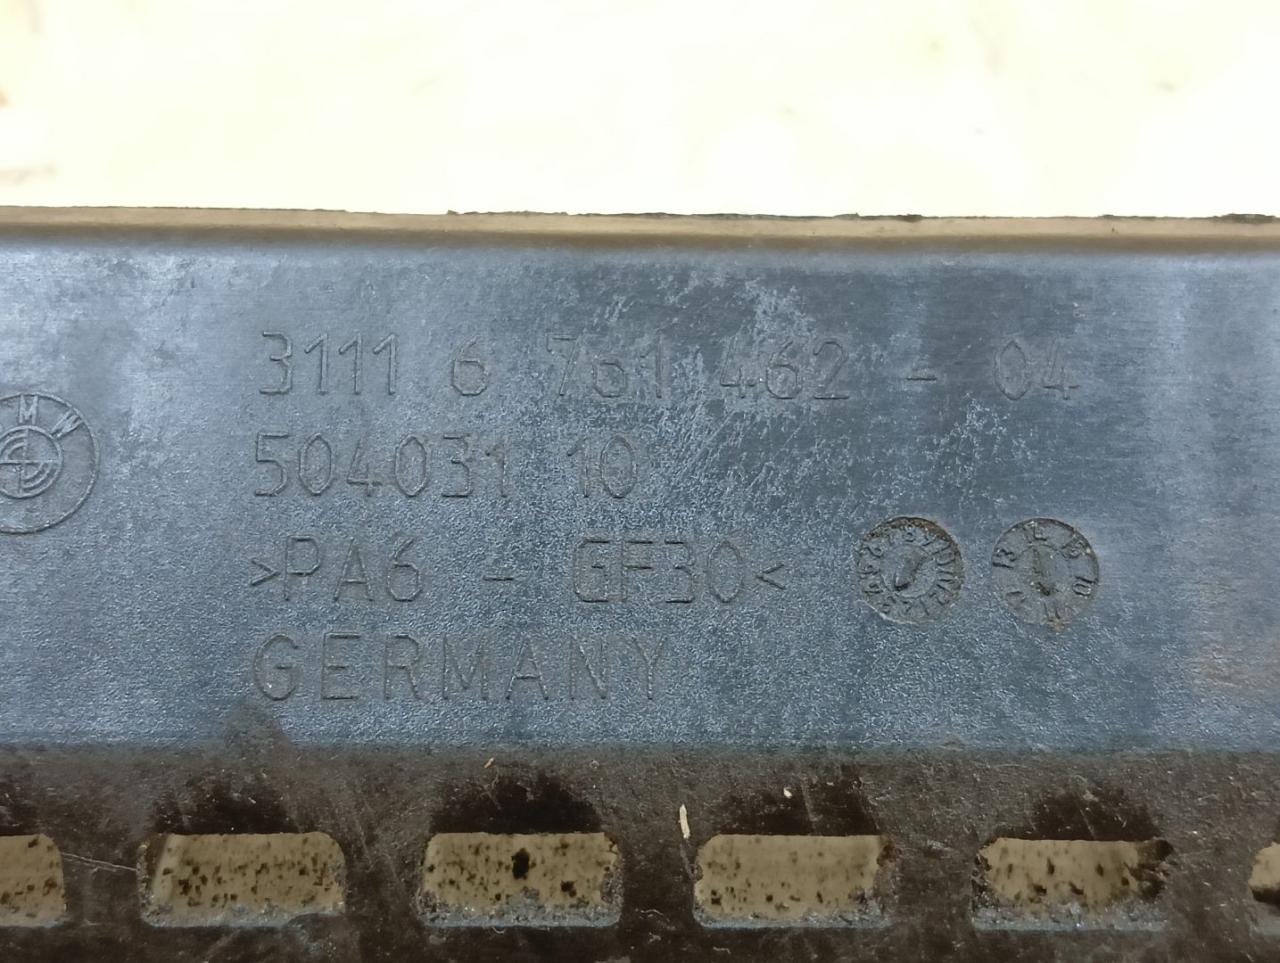 3111 6 761 462 - 04
504031 10
>PA6 - GF30<
GERMANY